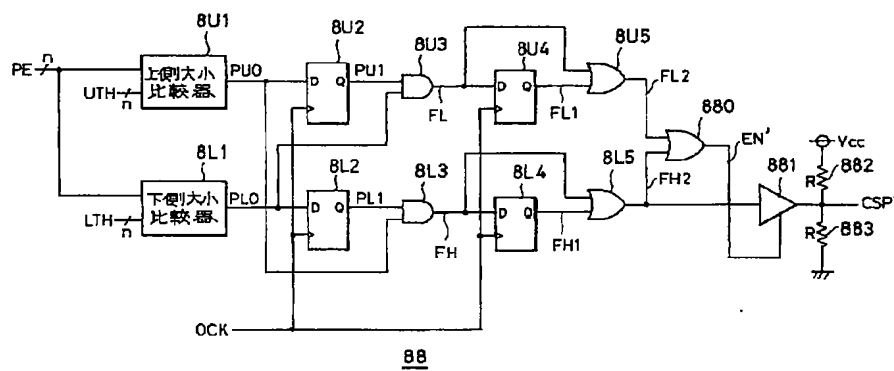 8U1
8U2
8U3
8U4
8U5
PE
n
上側大小
比較器、
PU0
D
Q
PU1
FL
D
Q
FL1
FL2
UTH
n
880
EN'
Vcc
8L1
8L2
8L3
8L4
8L5
FH2
881
R
882
下側大小
比較器、
PL0
D
Q
PL1
FH
D
Q
FH1
CSP'
LTH
n
R
883
OCK
88